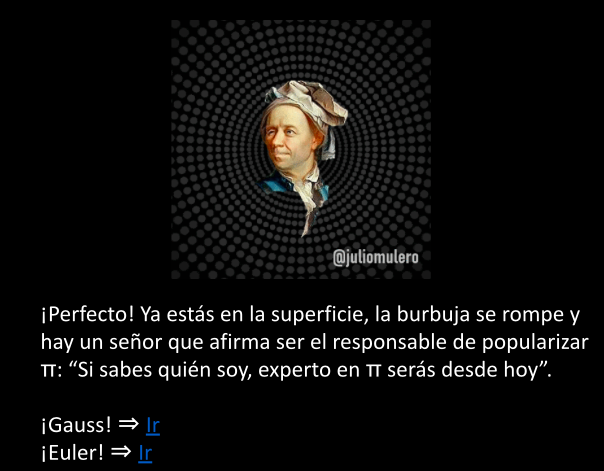 @juliomulero
¡Perfecto! Ya estás en la superficie, la burbuja se rompe y
hay un señor que afirma ser el responsable de popularizar
π: “Si sabes quién soy, experto en π serás desde hoy”.
¡Gauss! ⇒ Ir
¡Euler! ⇒ Ir